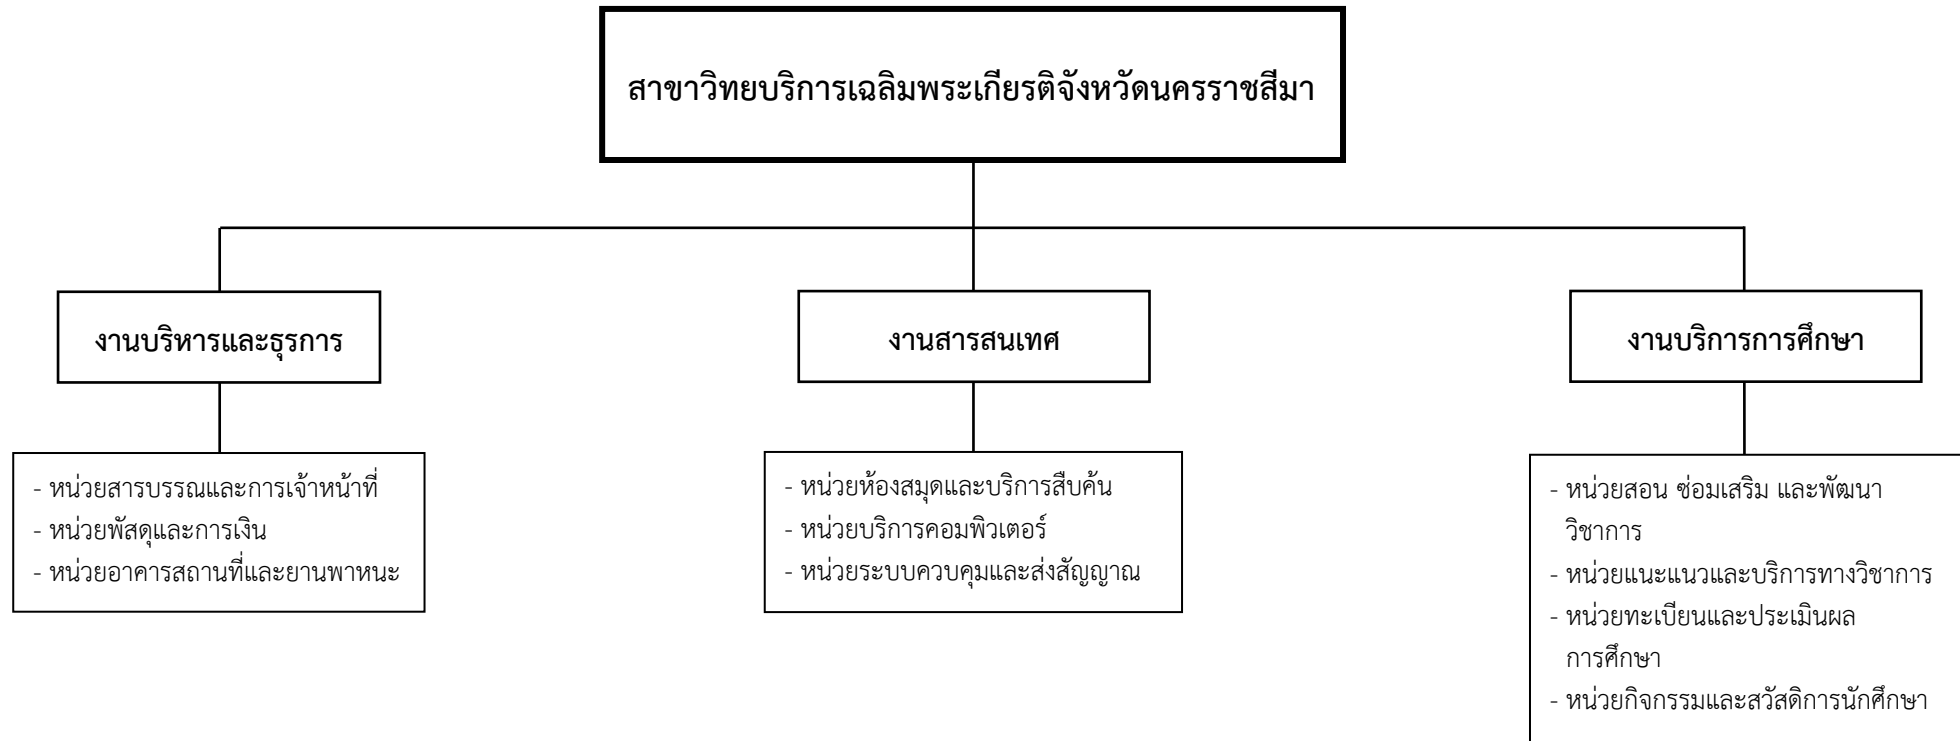 สาขาวิทยบริการเฉลิมพระเกียรติจังหวัดนครราชสีมา
งานบริหารและธุรการ
- หน่วยสารบรรณและการเจ้าหน้าที่
- หน่วยพัสดุและการเงิน
- หน่วยอาคารสถานที่และยานพาหนะ
งานสารสนเทศ
- หน่วยห้องสมุดและบริการสืบค้น
- หน่วยบริการคอมพิวเตอร์
- หน่วยระบบควบคุมและส่งสัญญาณ
งานบริการการศึกษา
- หน่วยสอน ซ่อมเสริม และพัฒนา
วิชาการ
- หน่วยแนะแนวและบริการทางวิชาการ
- หน่วยทะเบียนและประเมินผล
การศึกษา
- หน่วยกิจกรรมและสวัสดิการนักศึกษา